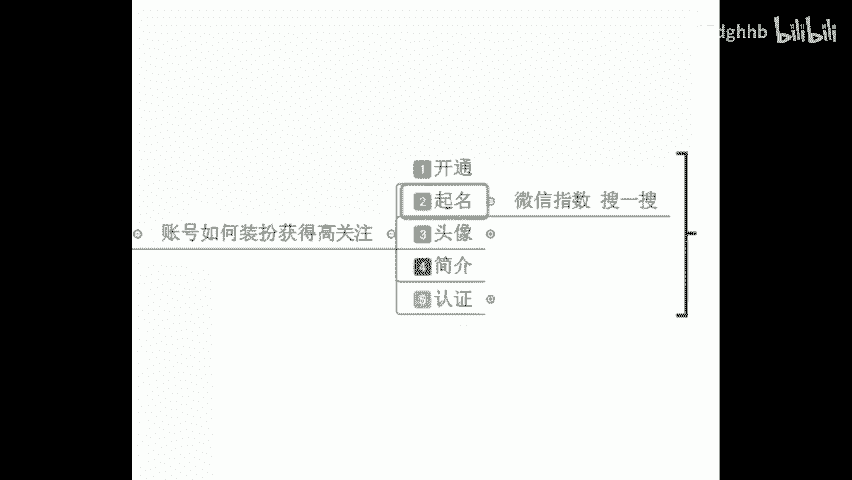 dghhb bilibili
1 开通
2 起名 微信指数 搜一搜
账号如何装扮获得高关注
3 头像
4 简介
5 认证